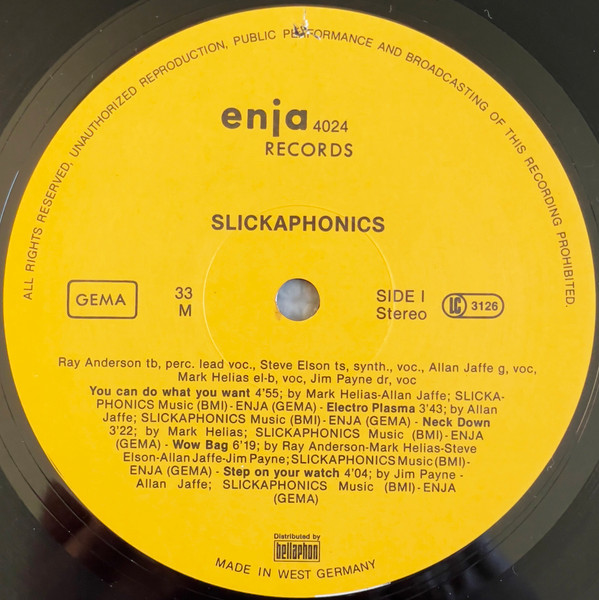 ALL RIGHTS RESERVED, UNAUTHORIZED REPRODUCTION, PUBLIC PERFORMANCE AND BROADCASTING OF THIS RECORDING PROHIBITED.
enja 4024
RECORDS
SLICKAPHONICS
GEMA
33
M
SIDE I
Stereo
LC 3126
Ray Anderson tb, perc. lead voc., Steve Elson ts, synth., voc., Allan Jaffe g, voc,
Mark Helias el-b, voc, Jim Payne dr, voc
You can do what you want 4'55; by Mark Helias-Allan Jaffe; SLICKA-
PHONICS Music (BMI)-ENJA (GEMA) - Electro Plasma 3'43; by Allan
Jaffe; SLICKAPHONICS Music (BMI)-ENJA (GEMA) - Neck Down
3'22; by Mark Helias; SLICKAPHONICS Music (BMI)-ENJA
(GEMA) - Wow Bag 6'19; by Ray Anderson-Mark Helias-Steve
Elson-Allan Jaffe-Jim Payne; SLICKAPHONICS Music (BMI)-
ENJA (GEMA) - Step on your watch 4'04; by Jim Payne -
Allan Jaffe; SLICKAPHONICS Music (BMI)-ENJA
(GEMA)
Distributed by
bellaphon
MADE IN WEST GERMANY